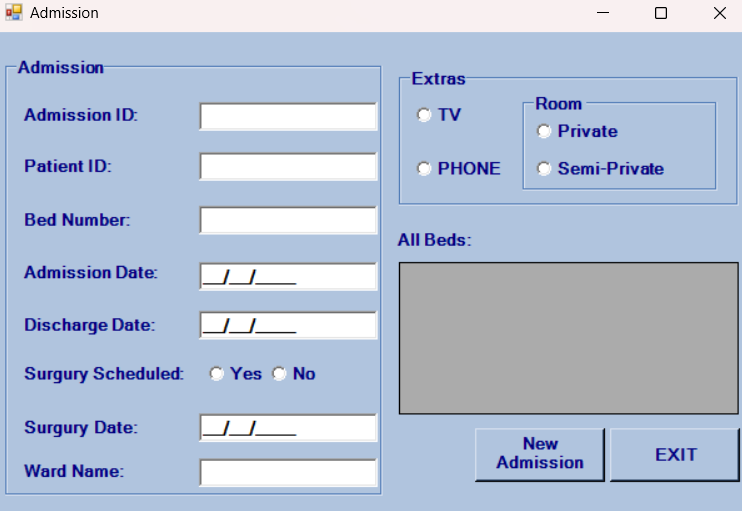 Admission
Admission
Admission ID:
Patient ID:
Bed Number:
Admission Date: __/__/____
Discharge Date: __/__/____
Surgury Scheduled: Yes No
Surgury Date: __/__/____
Ward Name:
Extras
TV
PHONE
Room
Private
Semi-Private
All Beds:
New
Admission
EXIT